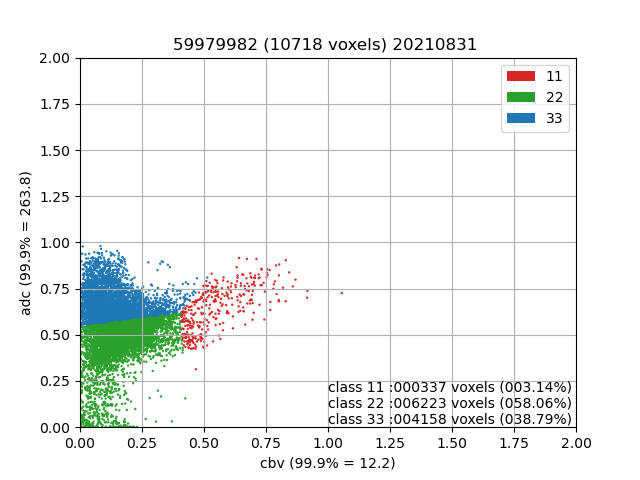 59979982 (10718 voxels) 20210831
2.00
1.75
1.50
1.25
1.00
0.75
0.50
0.25
0.00
adc (99.9% = 263.8)
11
22
33
class 11 :000337 voxels (003.14%)
class 22 :006223 voxels (058.06%)
class 33 :004158 voxels (038.79%)
0.00 0.25 0.50 0.75 1.00 1.25 1.50 1.75 2.00
cbv (99.9% = 12.2)